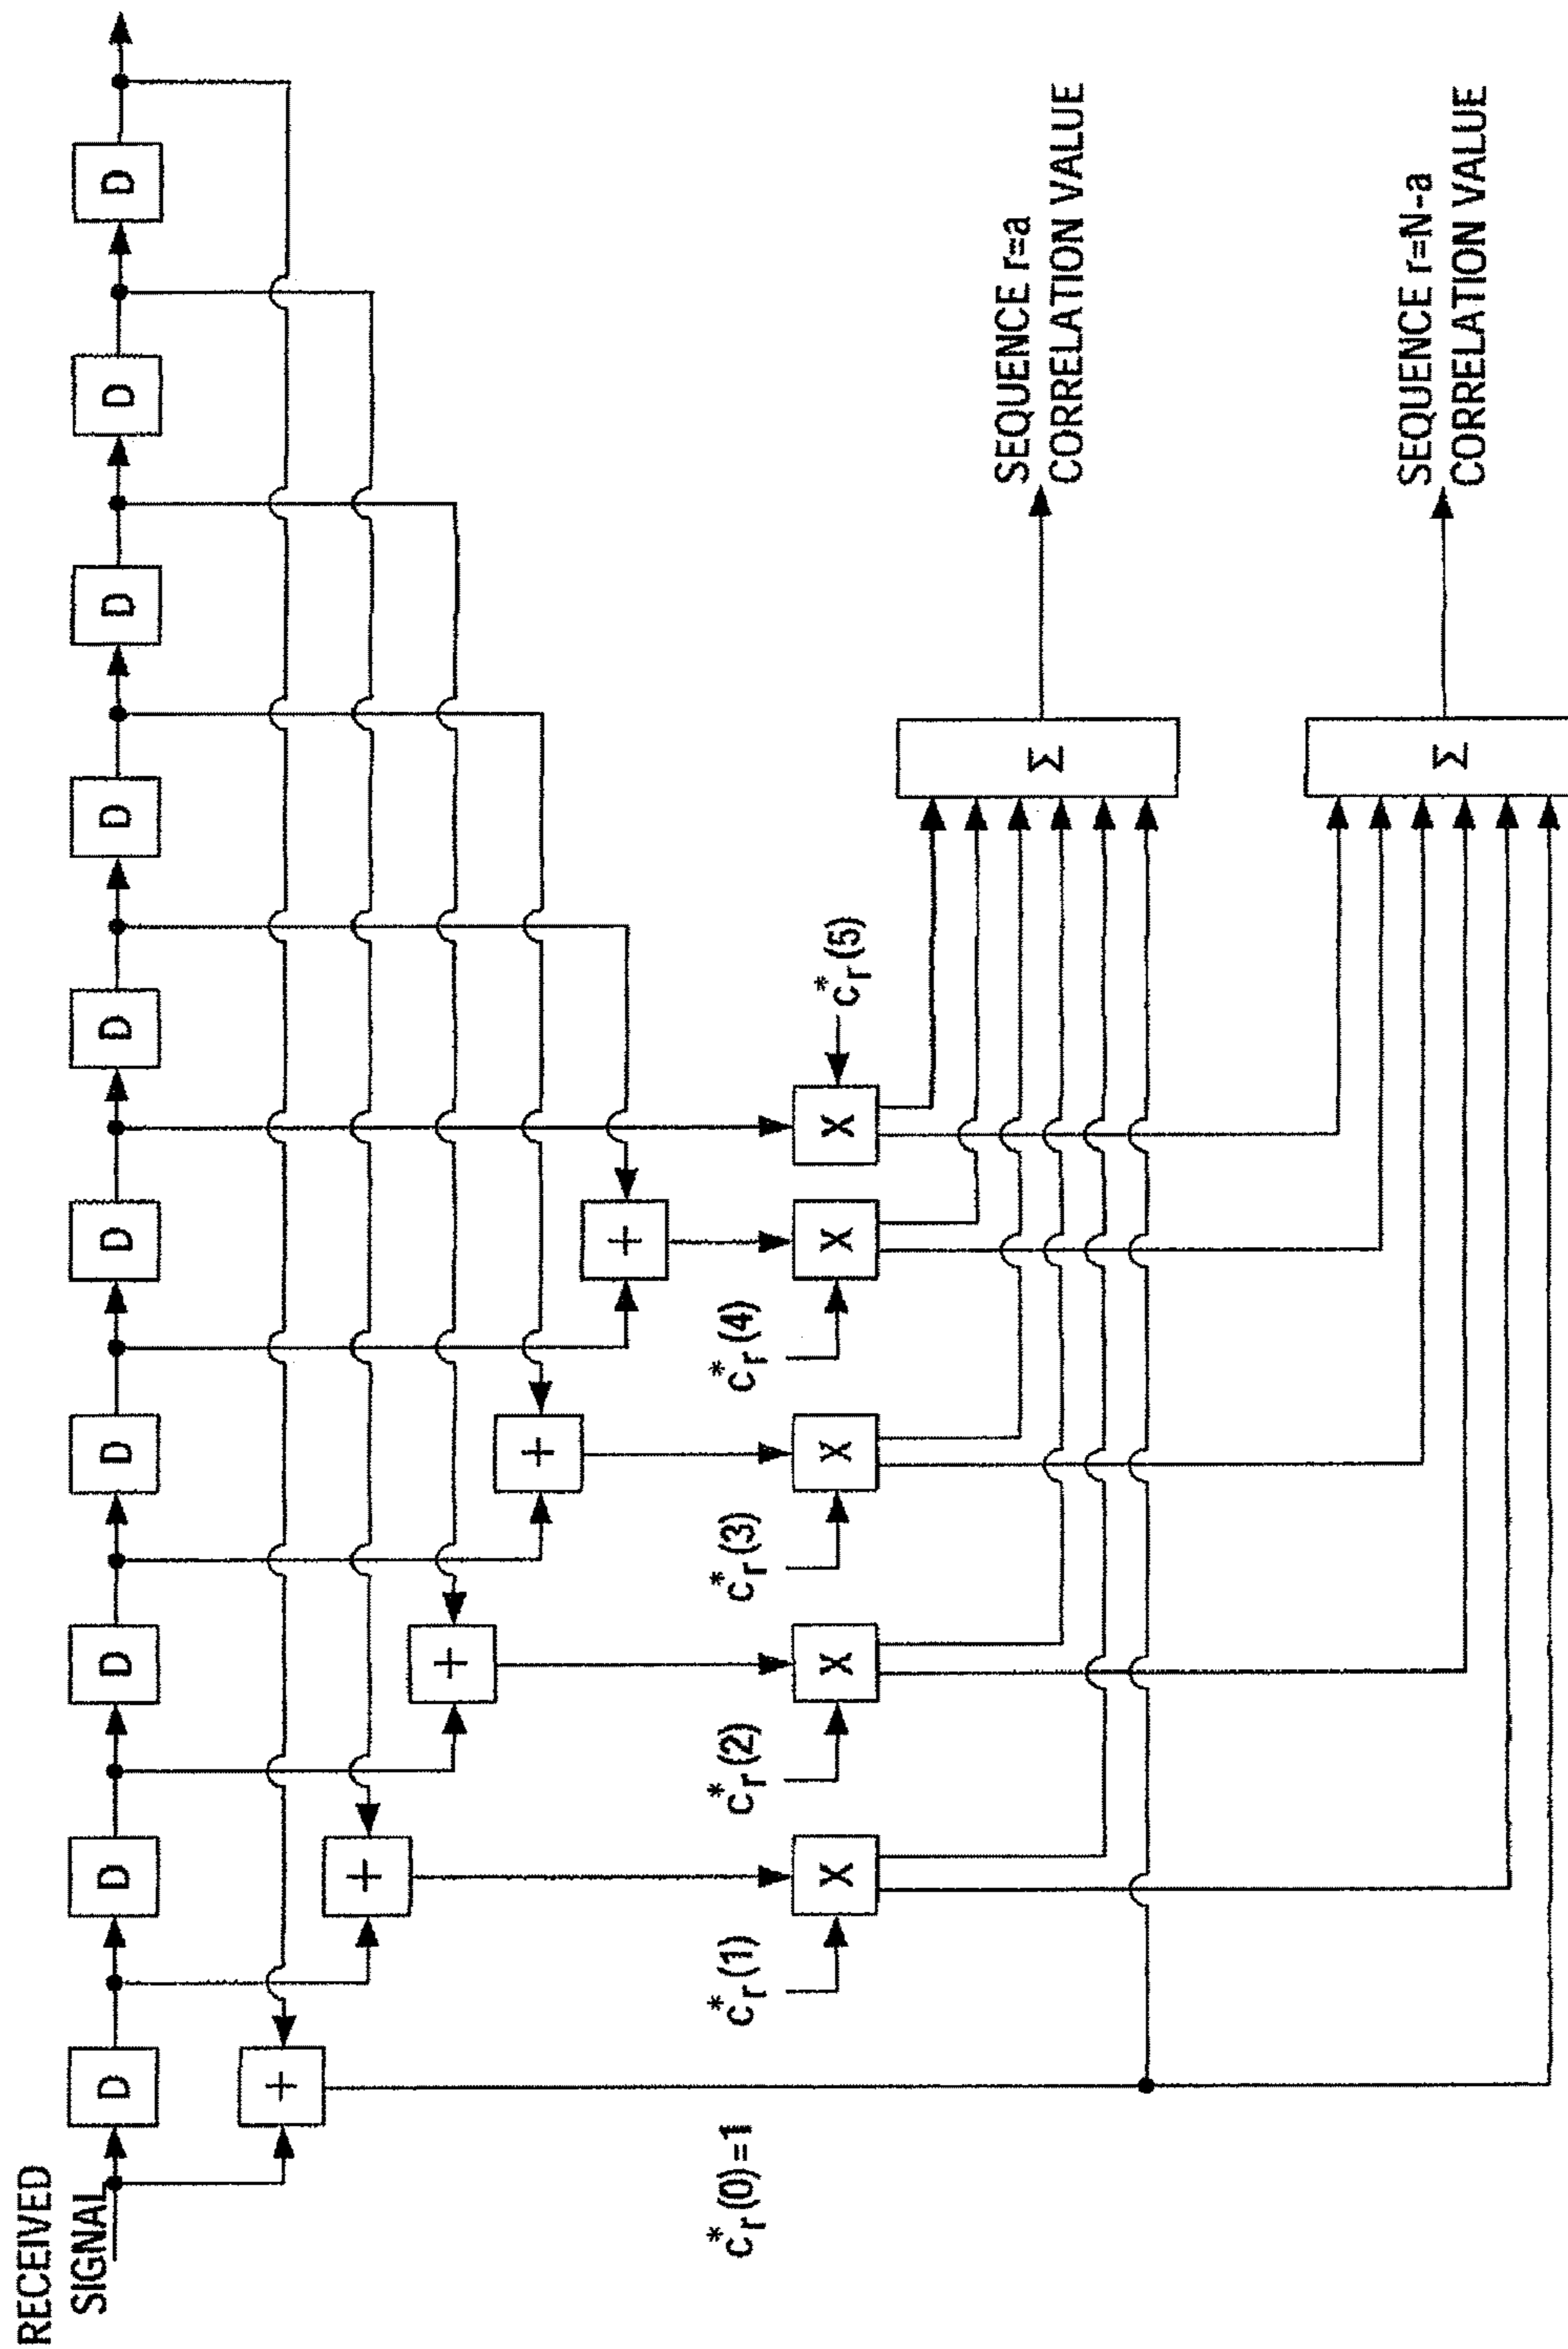 RECEIVED
SIGNAL
D
D
D
D
D
D
D
D
D
D
+
+
+
+
+
c*r(0)=1
c*r(1)
c*r(2)
c*r(3)
c*r(4)
c*r(5)
X
X
X
X
X
Σ
SEQUENCE r=a
CORRELATION VALUE
Σ
SEQUENCE r=N-a
CORRELATION VALUE